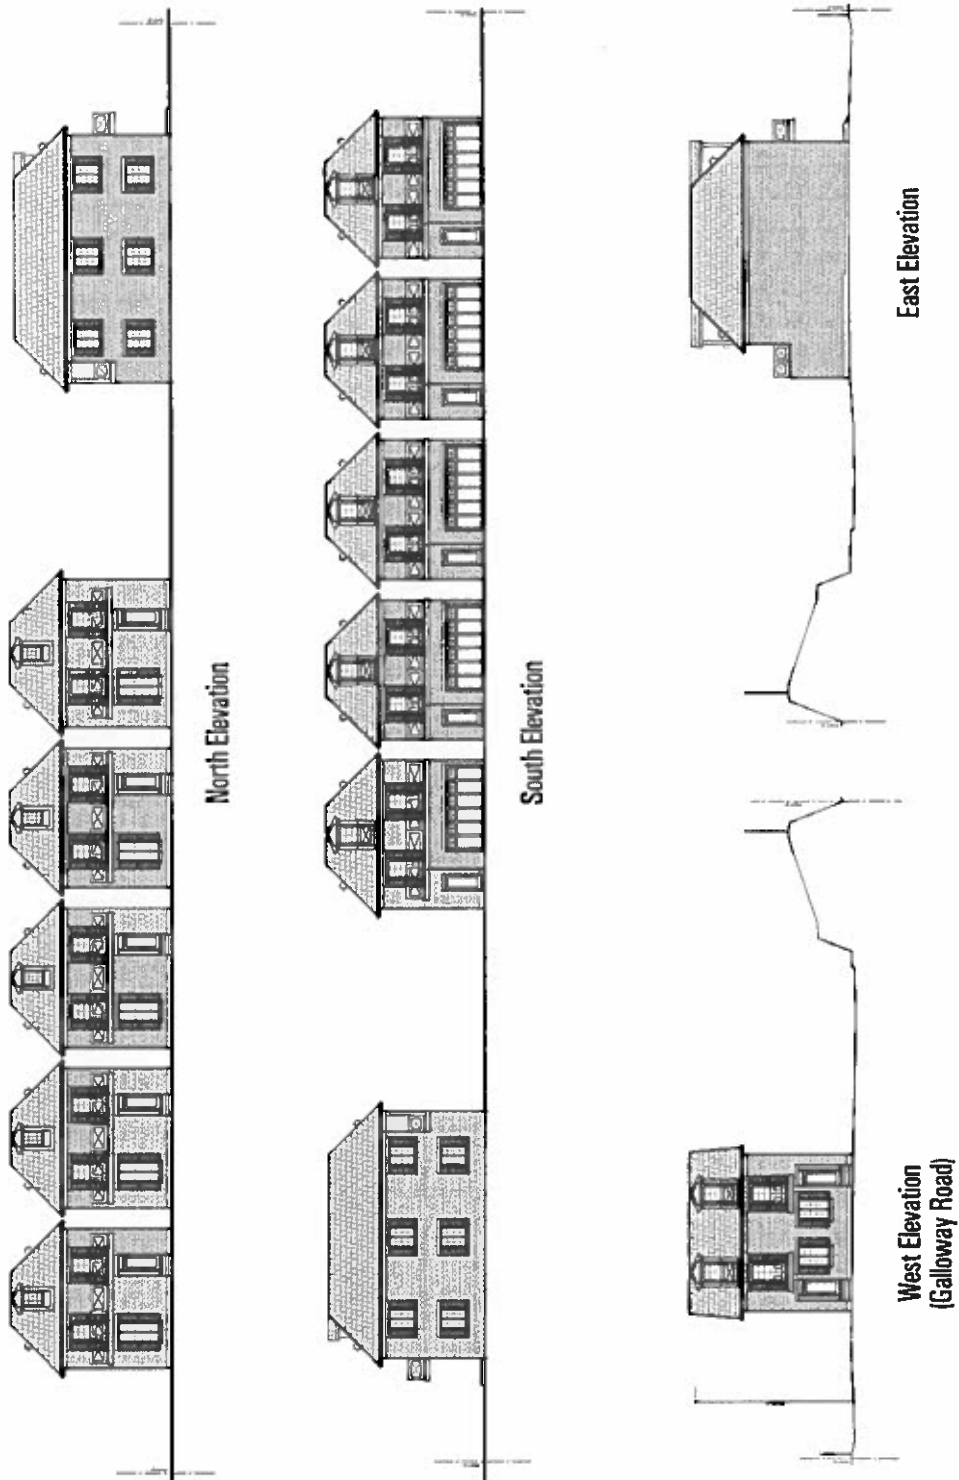 North Elevation
South Elevation
East Elevation
West Elevation
(Galloway Road)